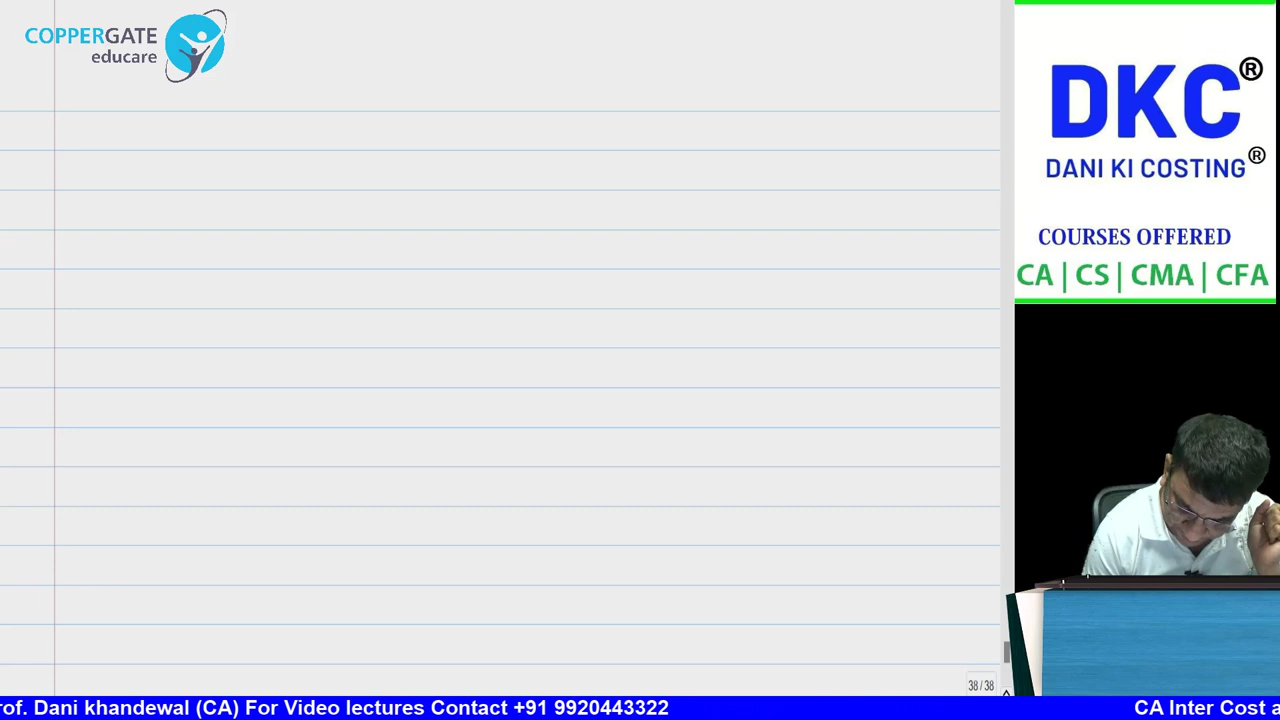 COPPERGATE
educare
DKC®
DANI KI COSTING®
COURSES OFFERED
CA | CS | CMA | CFA
38 / 38
rof. Dani khandewal (CA) For Video lectures Contact +91 9920443322
CA Inter Cost a